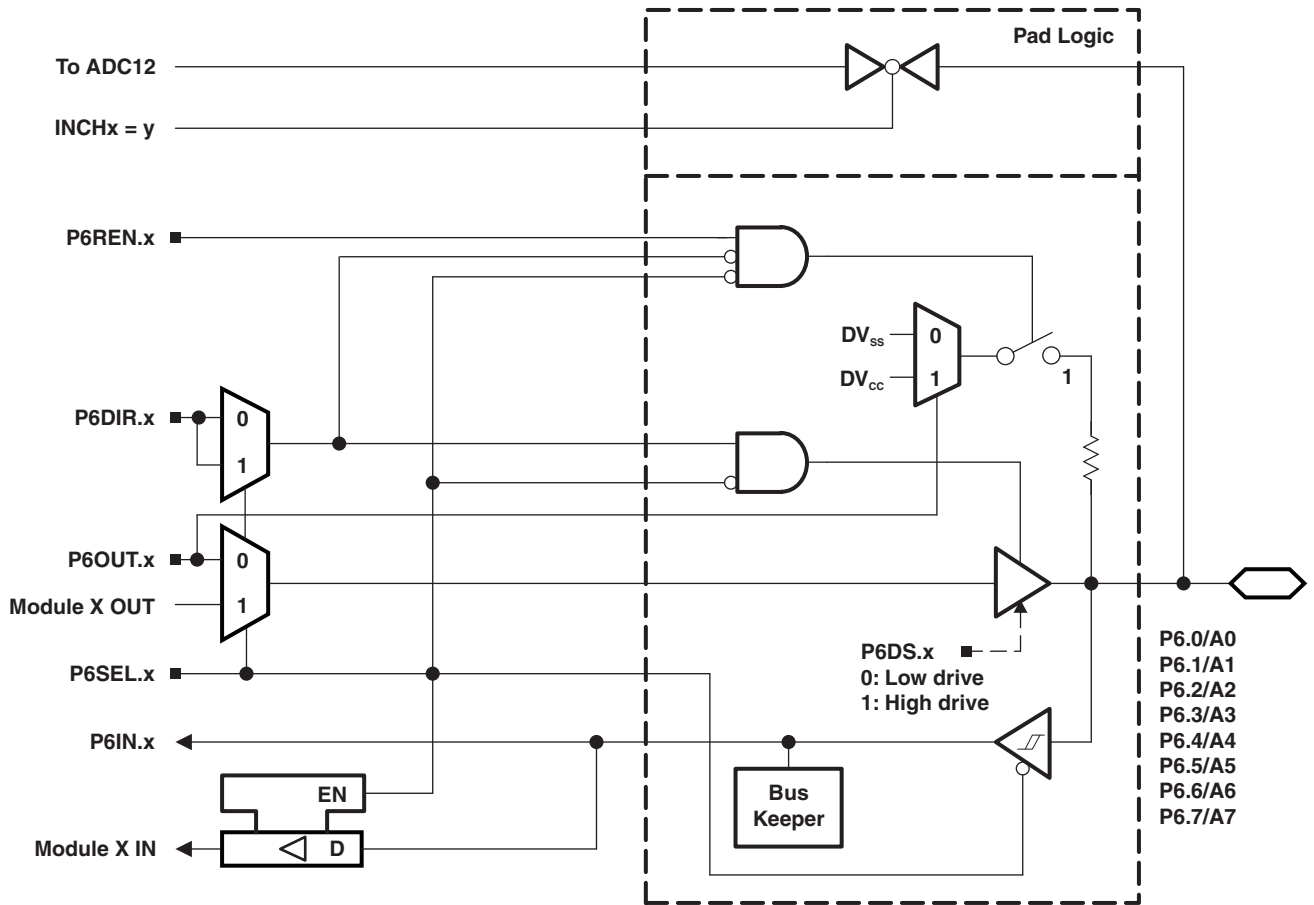 Pad Logic
To ADC12
INCHx = y
P6REN.x
DVSS
0
DVCC
1
1
P6DIR.x
0
1
P6OUT.x
0
Module X OUT
1
P6SEL.x
P6DS.x
0: Low drive
1: High drive
P6.0/A0
P6.1/A1
P6.2/A2
P6.3/A3
P6.4/A4
P6.5/A5
P6.6/A6
P6.7/A7
P6IN.x
Bus
Keeper
EN
D
Module X IN